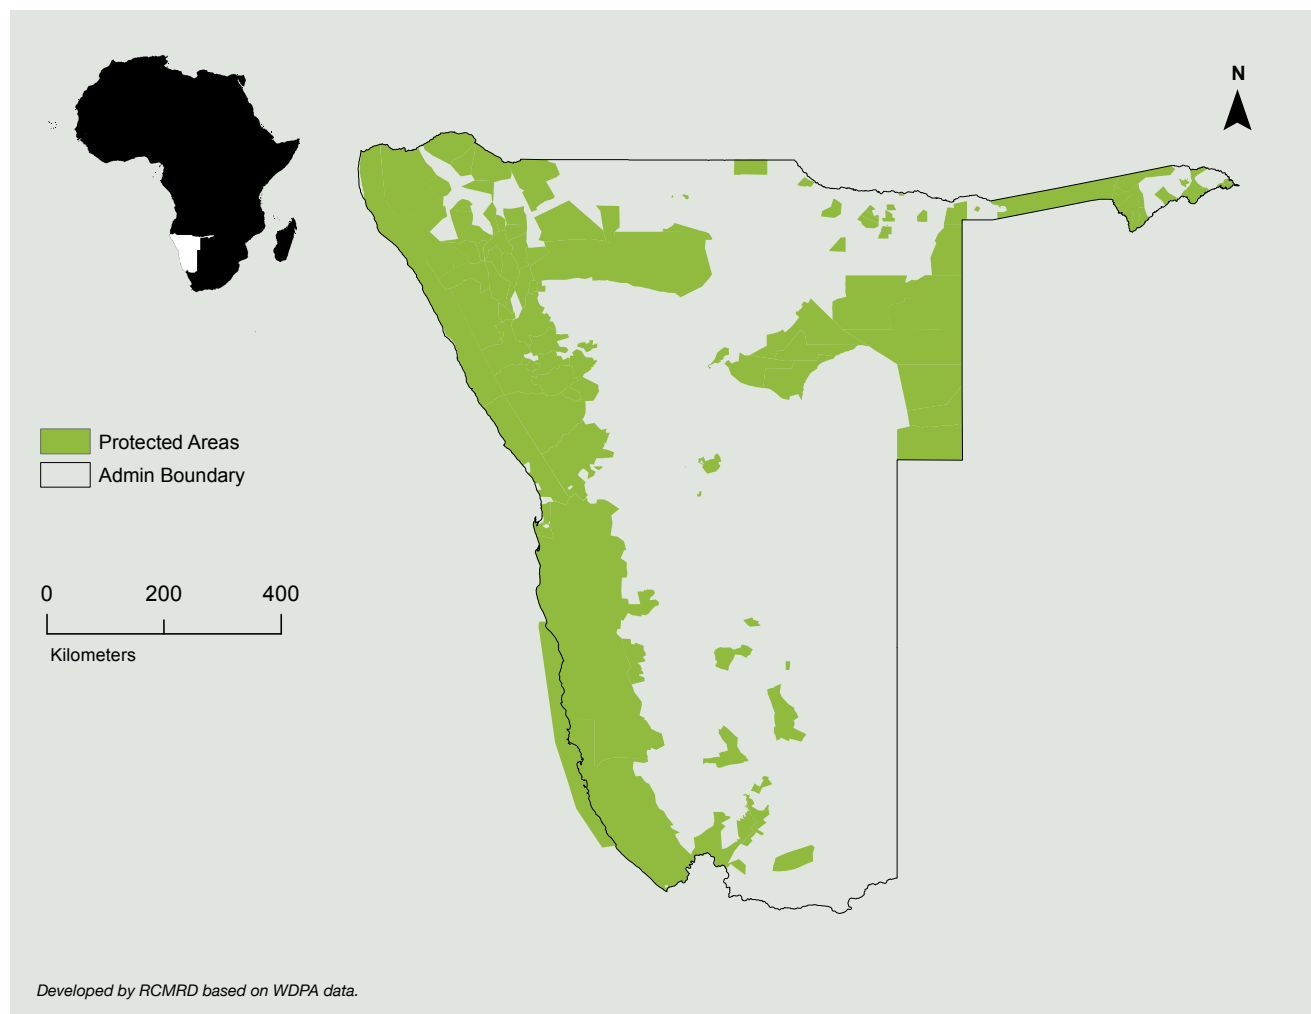 N
Protected Areas
Admin Boundary
0 200 400
Kilometers
Developed by RCMRD based on WDPA data.